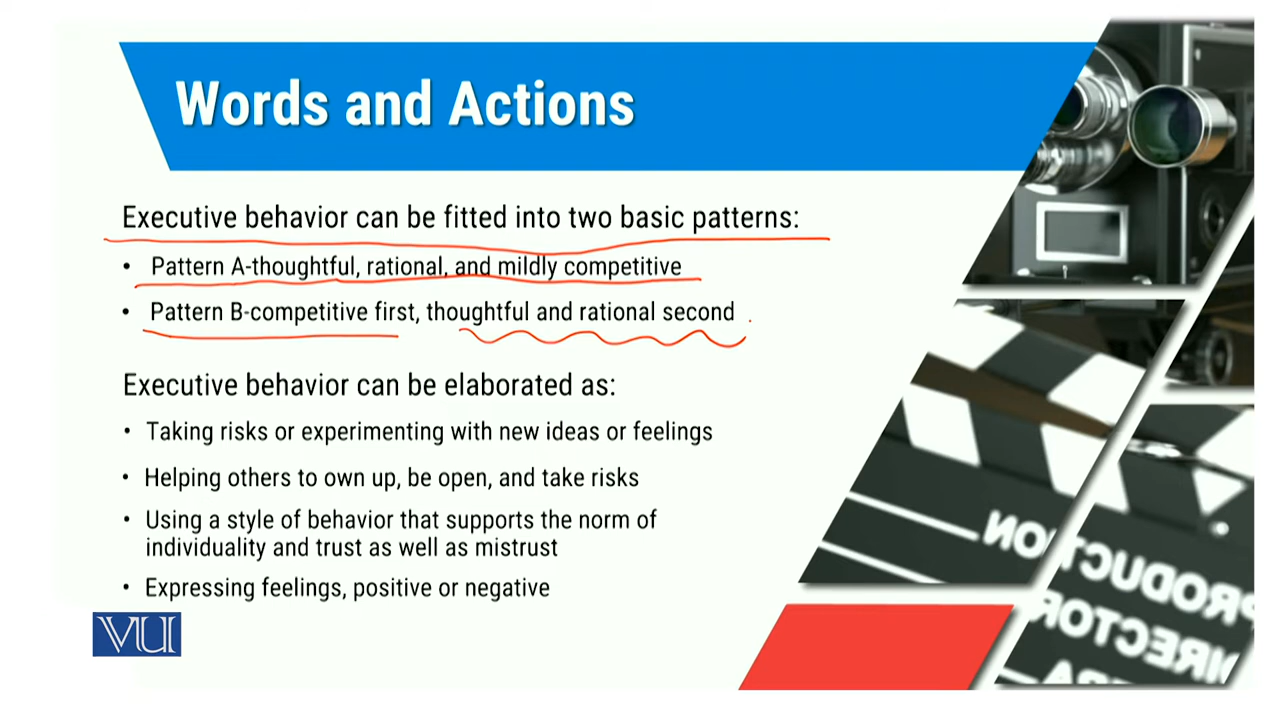 Words and Actions
Executive behavior can be fitted into two basic patterns:
• Pattern A-thoughtful, rational, and mildly competitive
• Pattern B-competitive first, thoughtful and rational second
Executive behavior can be elaborated as:
• Taking risks or experimenting with new ideas or feelings
• Helping others to own up, be open, and take risks
• Using a style of behavior that supports the norm of
individuality and trust as well as mistrust
• Expressing feelings, positive or negative
VU
PRODUCTION
DIRECTOR